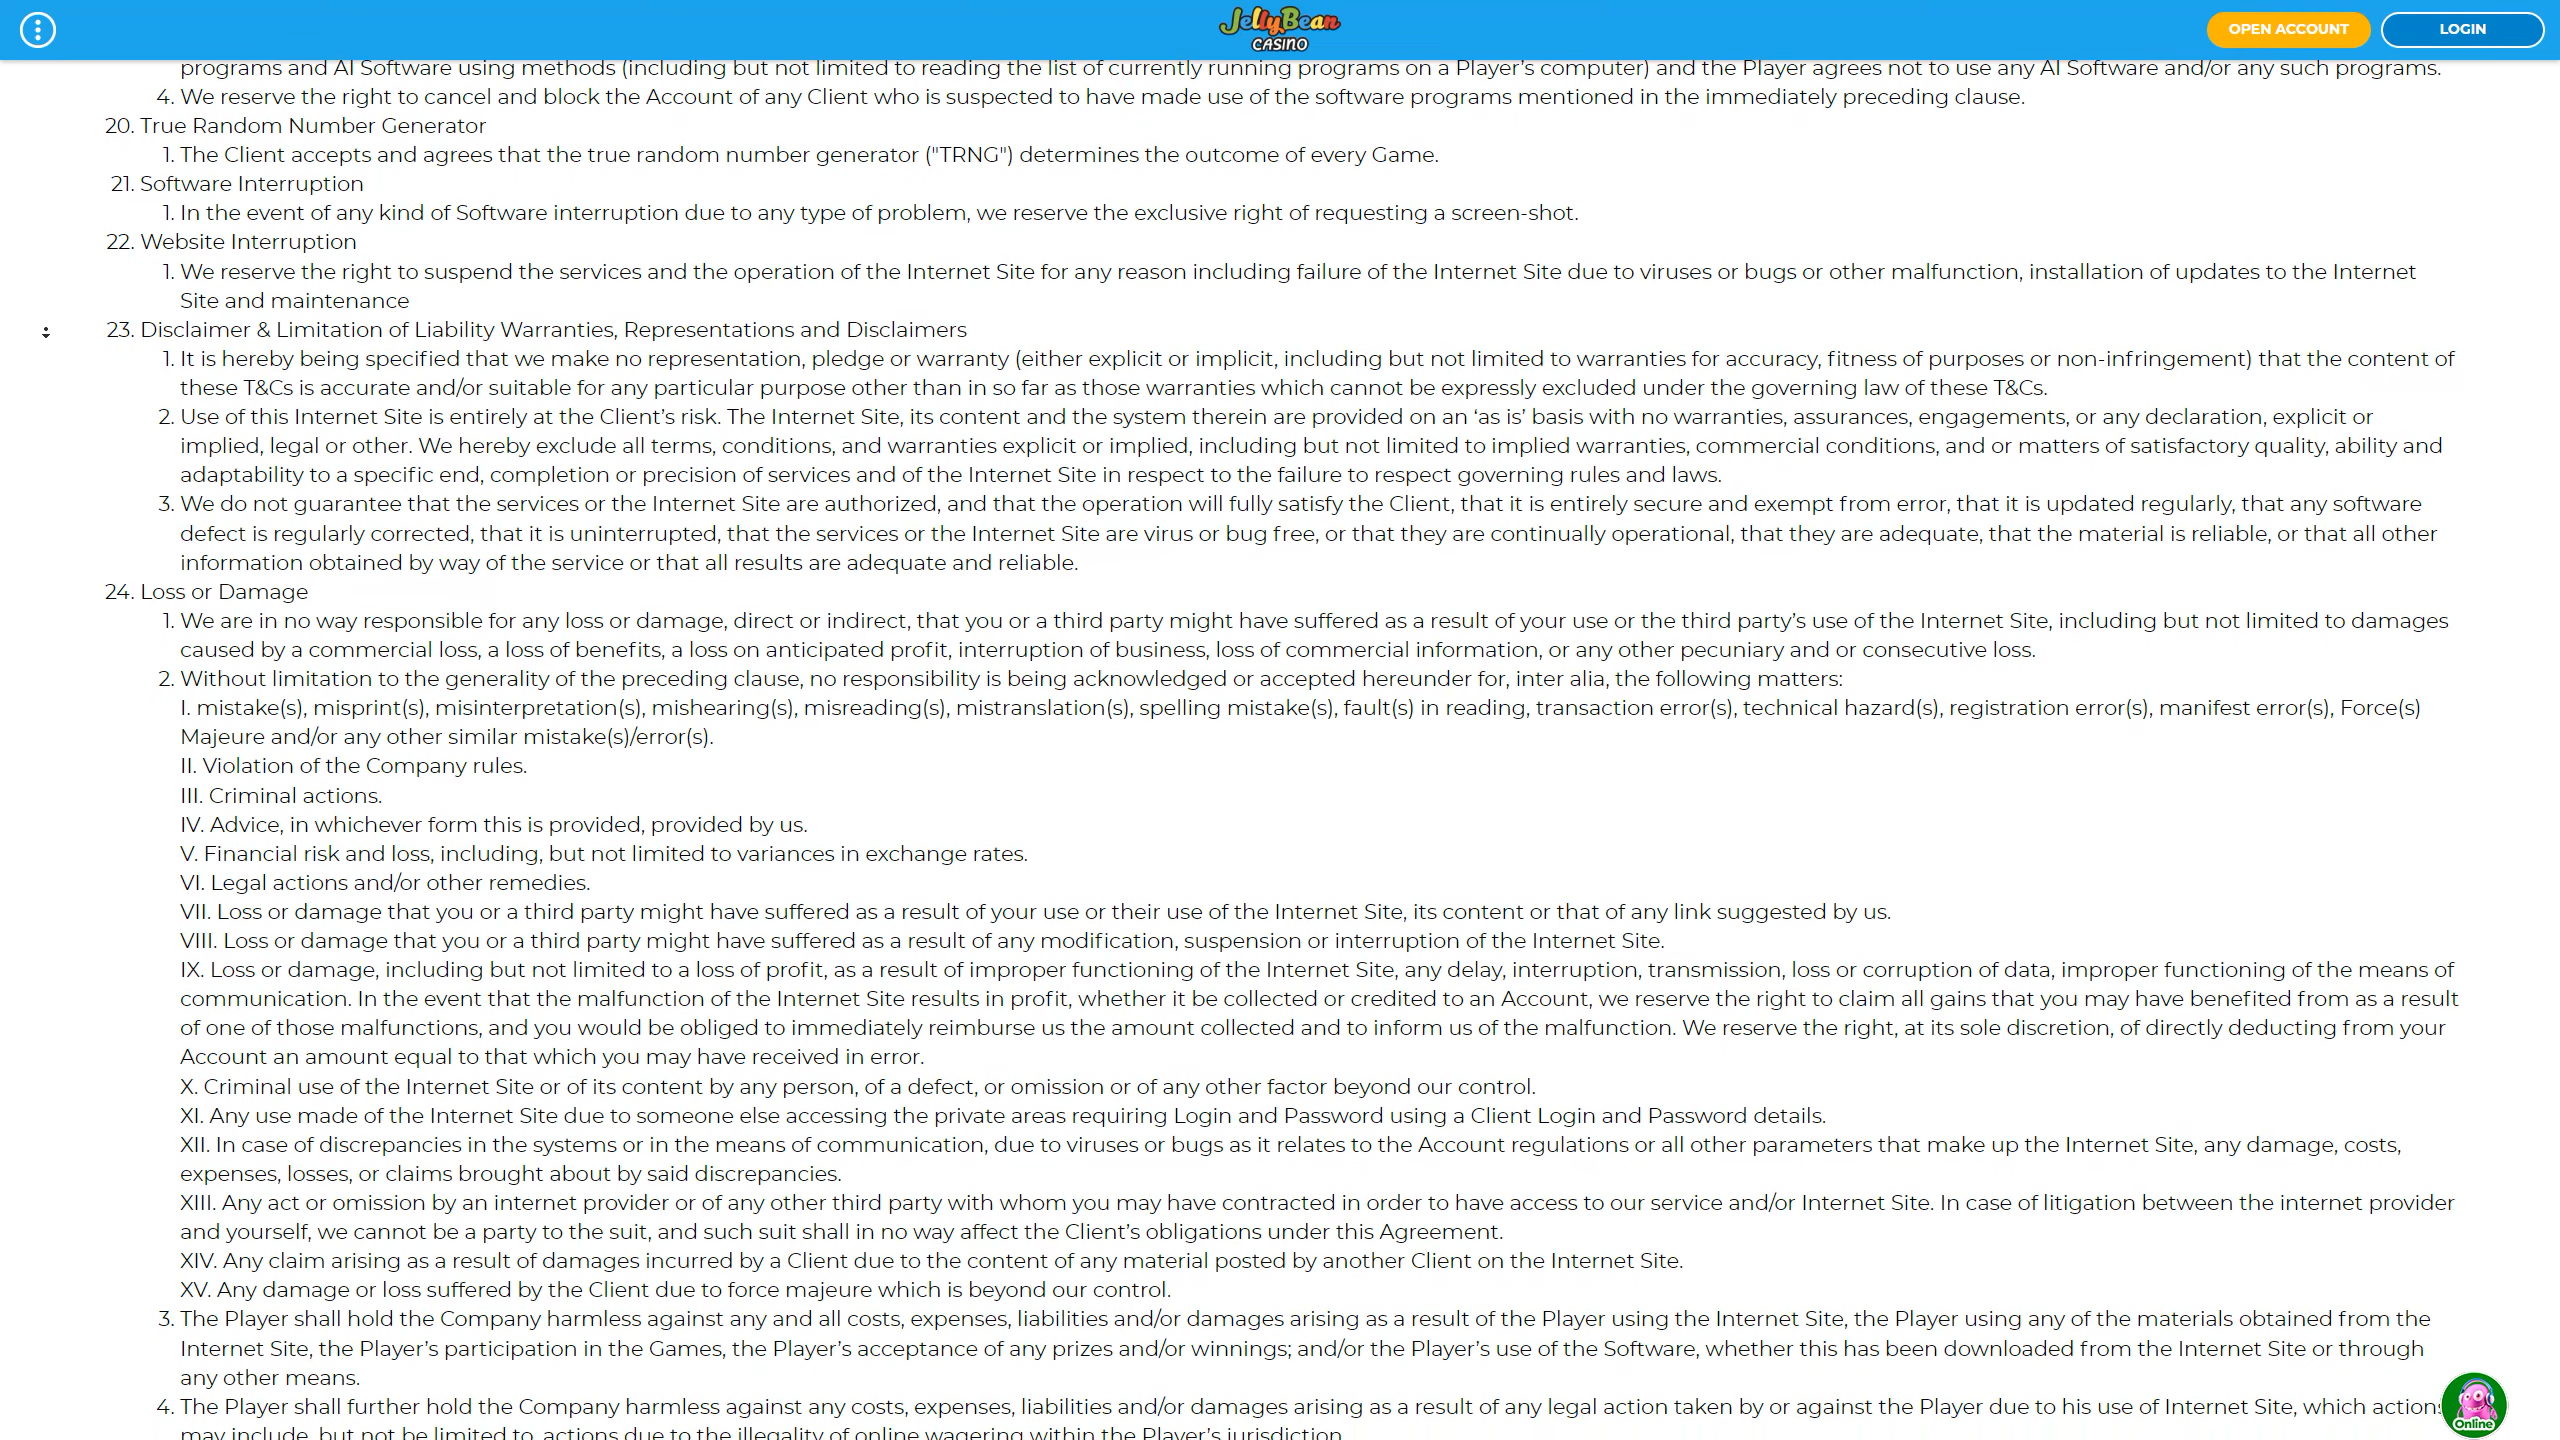 JellyBean
CASINO
OPEN ACCOUNT
LOGIN
programs and AI Software using methods (including but not limited to reading the list of currently running programs on a Player’s computer) and the Player agrees not to use any AI Software and/or any such programs.
4. We reserve the right to cancel and block the Account of any Client who is suspected to have made use of the software programs mentioned in the immediately preceding clause.
20. True Random Number Generator
1. The Client accepts and agrees that the true random number generator ("TRNG") determines the outcome of every Game.
21. Software Interruption
1. In the event of any kind of Software interruption due to any type of problem, we reserve the exclusive right of requesting a screen-shot.
22. Website Interruption
1. We reserve the right to suspend the services and the operation of the Internet Site for any reason including failure of the Internet Site due to viruses or bugs or other malfunction, installation of updates to the Internet
Site and maintenance
23. Disclaimer & Limitation of Liability Warranties, Representations and Disclaimers
1. It is hereby being specified that we make no representation, pledge or warranty (either explicit or implicit, including but not limited to warranties for accuracy, fitness of purposes or non-infringement) that the content of
these T&Cs is accurate and/or suitable for any particular purpose other than in so far as those warranties which cannot be expressly excluded under the governing law of these T&Cs.
2. Use of this Internet Site is entirely at the Client’s risk. The Internet Site, its content and the system therein are provided on an ‘as is’ basis with no warranties, assurances, engagements, or any declaration, explicit or
implied, legal or other. We hereby exclude all terms, conditions, and warranties explicit or implied, including but not limited to implied warranties, commercial conditions, and or matters of satisfactory quality, ability and
adaptability to a specific end, completion or precision of services and of the Internet Site in respect to the failure to respect governing rules and laws.
3. We do not guarantee that the services or the Internet Site are authorized, and that the operation will fully satisfy the Client, that it is entirely secure and exempt from error, that it is updated regularly, that any software
defect is regularly corrected, that it is uninterrupted, that the services or the Internet Site are virus or bug free, or that they are continually operational, that they are adequate, that the material is reliable, or that all other
information obtained by way of the service or that all results are adequate and reliable.
24. Loss or Damage
1. We are in no way responsible for any loss or damage, direct or indirect, that you or a third party might have suffered as a result of your use or the third party’s use of the Internet Site, including but not limited to damages
caused by a commercial loss, a loss of benefits, a loss on anticipated profit, interruption of business, loss of commercial information, or any other pecuniary and or consecutive loss.
2. Without limitation to the generality of the preceding clause, no responsibility is being acknowledged or accepted hereunder for, inter alia, the following matters:
I. mistake(s), misprint(s), misinterpretation(s), mishearing(s), misreading(s), mistranslation(s), spelling mistake(s), fault(s) in reading, transaction error(s), technical hazard(s), registration error(s), manifest error(s), Force(s)
Majeure and/or any other similar mistake(s)/error(s).
II. Violation of the Company rules.
III. Criminal actions.
IV. Advice, in whichever form this is provided, provided by us.
V. Financial risk and loss, including, but not limited to variances in exchange rates.
VI. Legal actions and/or other remedies.
VII. Loss or damage that you or a third party might have suffered as a result of your use or their use of the Internet Site, its content or that of any link suggested by us.
VIII. Loss or damage that you or a third party might have suffered as a result of any modification, suspension or interruption of the Internet Site.
IX. Loss or damage, including but not limited to a loss of profit, as a result of improper functioning of the Internet Site, any delay, interruption, transmission, loss or corruption of data, improper functioning of the means of
communication. In the event that the malfunction of the Internet Site results in profit, whether it be collected or credited to an Account, we reserve the right to claim all gains that you may have benefited from as a result
of one of those malfunctions, and you would be obliged to immediately reimburse us the amount collected and to inform us of the malfunction. We reserve the right, at its sole discretion, of directly deducting from your
Account an amount equal to that which you may have received in error.
X. Criminal use of the Internet Site or of its content by any person, of a defect, or omission or of any other factor beyond our control.
XI. Any use made of the Internet Site due to someone else accessing the private areas requiring Login and Password using a Client Login and Password details.
XII. In case of discrepancies in the systems or in the means of communication, due to viruses or bugs as it relates to the Account regulations or all other parameters that make up the Internet Site, any damage, costs,
expenses, losses, or claims brought about by said discrepancies.
XIII. Any act or omission by an internet provider or of any other third party with whom you may have contracted in order to have access to our service and/or Internet Site. In case of litigation between the internet provider
and yourself, we cannot be a party to the suit, and such suit shall in no way affect the Client’s obligations under this Agreement.
XIV. Any claim arising as a result of damages incurred by a Client due to the content of any material posted by another Client on the Internet Site.
XV. Any damage or loss suffered by the Client due to force majeure which is beyond our control.
3. The Player shall hold the Company harmless against any and all costs, expenses, liabilities and/or damages arising as a result of the Player using the Internet Site, the Player using any of the materials obtained from the
Internet Site, the Player’s participation in the Games, the Player’s acceptance of any prizes and/or winnings; and/or the Player’s use of the Software, whether this has been downloaded from the Internet Site or through
any other means.
4. The Player shall further hold the Company harmless against any costs, expenses, liabilities and/or damages arising as a result of any legal action taken by or against the Player due to his use of Internet Site, which actions
may include, but not be limited to, actions due to the illegality of online wagering within the Player’s jurisdiction
Online